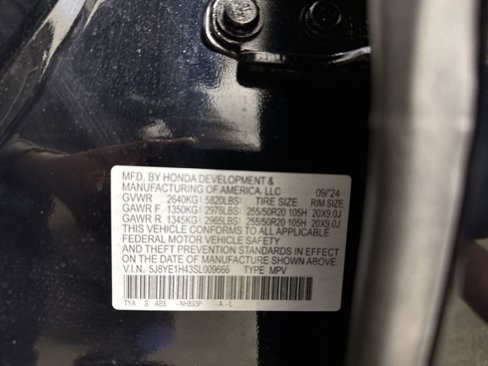 MFD. BY HONDA DEVELOPMENT &
MANUFACTURING OF AMERICA, LLC 09/24
GVWR 2640KG (5820LBS) TIRE SIZE RIM SIZE
GAWR F 1350KG (2976LBS) 255/50R20 105H 20X9.0J
GAWR R 1345KG (2965LBS) 255/50R20 105H 20X9.0J
THIS VEHICLE CONFORMS TO ALL APPLICABLE
FEDERAL MOTOR VEHICLE SAFETY
AND THEFT PREVENTION STANDARDS IN EFFECT
ON THE DATE OF MANUFACTURE SHOWN ABOVE.
V.I.N. 5J8YE1H43SL009666 TYPE MPV
TYA S AB5 -NH893P -A-L